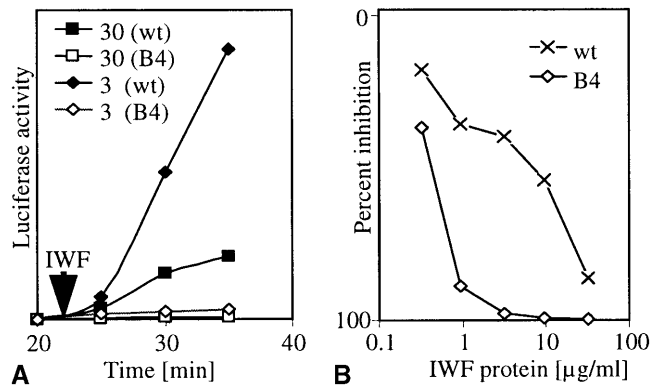 30 (wt)
30 (B4)
3 (wt)
3 (B4)
Luciferase activity
IWF
20 30 40
Time [min]
A
0
wt
B4
Percent inhibition
100
0.1 1 10 100
IWF protein [µg/ml]
B